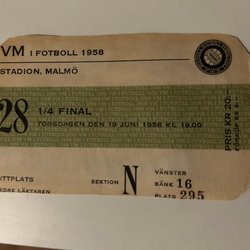 VM I FOTBOLL 1958
STADION, MALMÖ
28
1/4 FINAL
TORSDAGEN DEN 19 JUNI 1958 KL 19.00
PRIS KR 20:-
SITTPLATS
SEKTION N
VÄNSTER
BÄNK 16
PLATS 295
LÄKTAREN